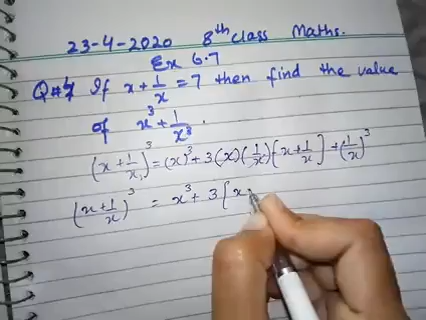 23-4-2020 8th class Maths.
Ex 6.7
Q#4 If x+1/x = 7 then find the value
of x³+1/x³.
(x+1/x)³ = (x)³+3(x)(1/x)[x+1/x]+(1/x)³
(x+1/x)³ = x³+3[x